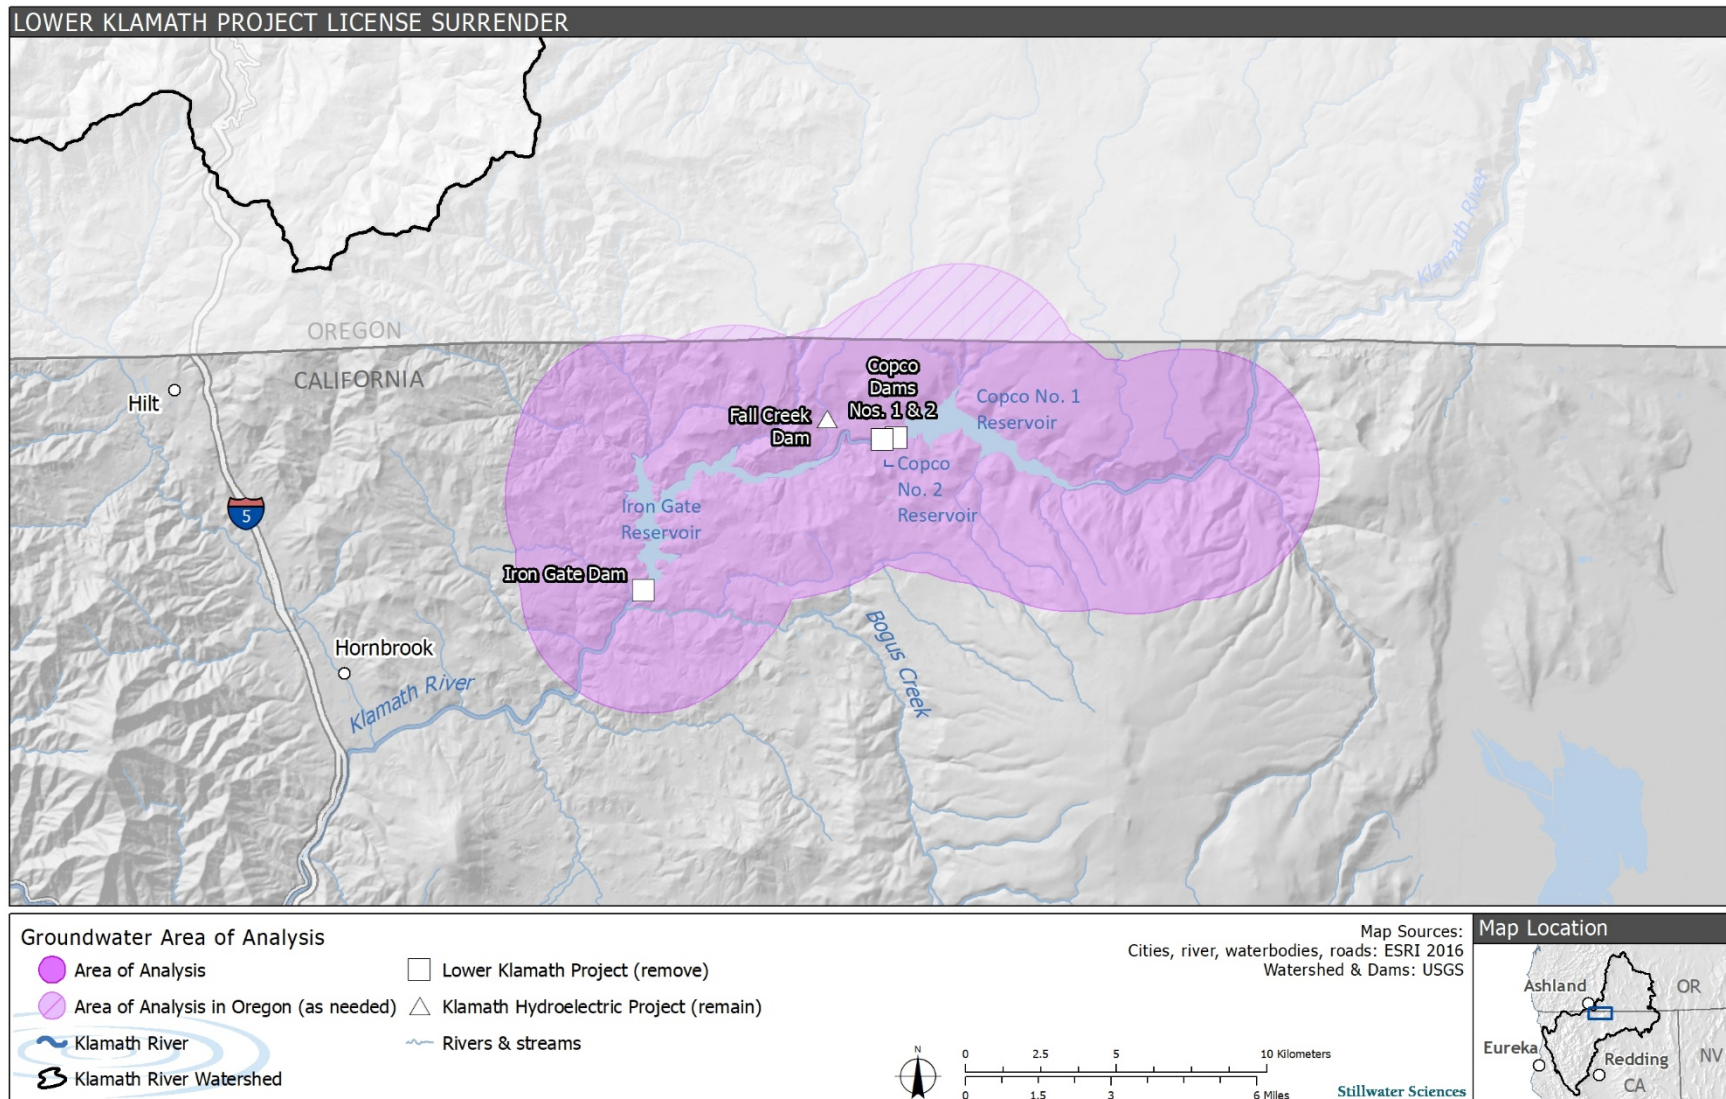 LOWER KLAMATH PROJECT LICENSE SURRENDER
Klamath River
OREGON
CALIFORNIA
Hilt
Copco
Dams
Nos. 1 & 2
Fall Creek
Dam
Copco No. 1
Reservoir
Copco
No. 2
Reservoir
5
Iron Gate
Reservoir
Iron Gate Dam
Hornbrook
Klamath River
Bogus Creek
Groundwater Area of Analysis
Area of Analysis
Area of Analysis in Oregon (as needed)
Klamath River
Klamath River Watershed
Lower Klamath Project (remove)
Klamath Hydroelectric Project (remain)
Rivers & streams
Map Sources:
Cities, river, waterbodies, roads: ESRI 2016
Watershed & Dams: USGS
N
0 2.5 5 10 Kilometers
0 1.5 3 6 Miles
Stillwater Sciences
Map Location
Ashland
OR
Eureka
Redding
NV
CA